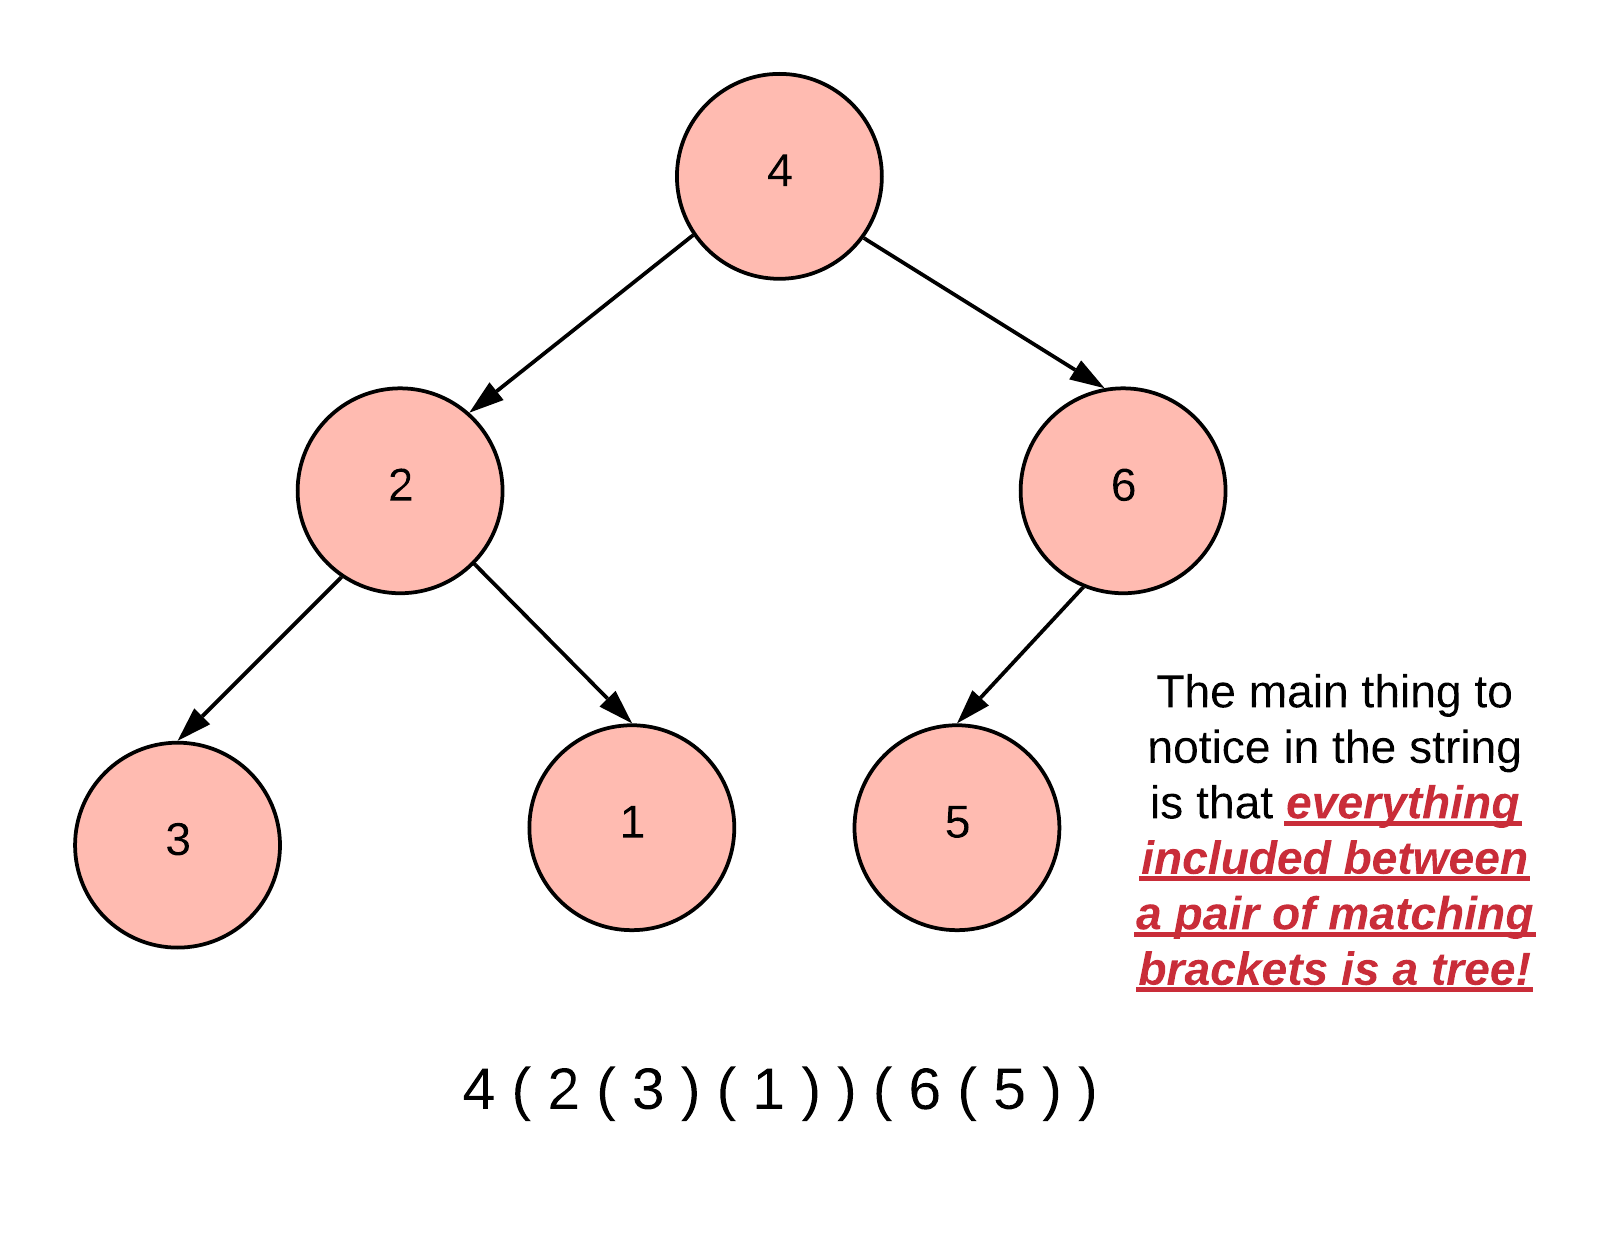 4
2
6
3
1
5
The main thing to
notice in the string
is that everything
included between
a pair of matching
brackets is a tree!
4 ( 2 ( 3 ) ( 1 ) ) ( 6 ( 5 ) )